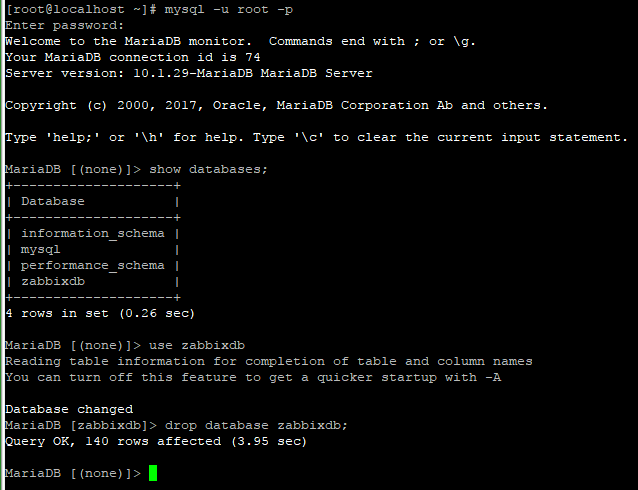 [root@localhost ~]# mysql -u root -p
Enter password:
Welcome to the MariaDB monitor.  Commands end with ; or \g.
Your MariaDB connection id is 74
Server version: 10.1.29-MariaDB MariaDB Server

Copyright (c) 2000, 2017, Oracle, MariaDB Corporation Ab and others.

Type 'help;' or '\h' for help. Type '\c' to clear the current input statement.

MariaDB [(none)]> show databases;
+--------------------+
| Database           |
+--------------------+
| information_schema |
| mysql              |
| performance_schema |
| zabbixdb           |
+--------------------+
4 rows in set (0.26 sec)

MariaDB [(none)]> use zabbixdb
Reading table information for completion of table and column names
You can turn off this feature to get a quicker startup with -A

Database changed
MariaDB [zabbixdb]> drop database zabbixdb;
Query OK, 140 rows affected (3.95 sec)

MariaDB [(none)]>